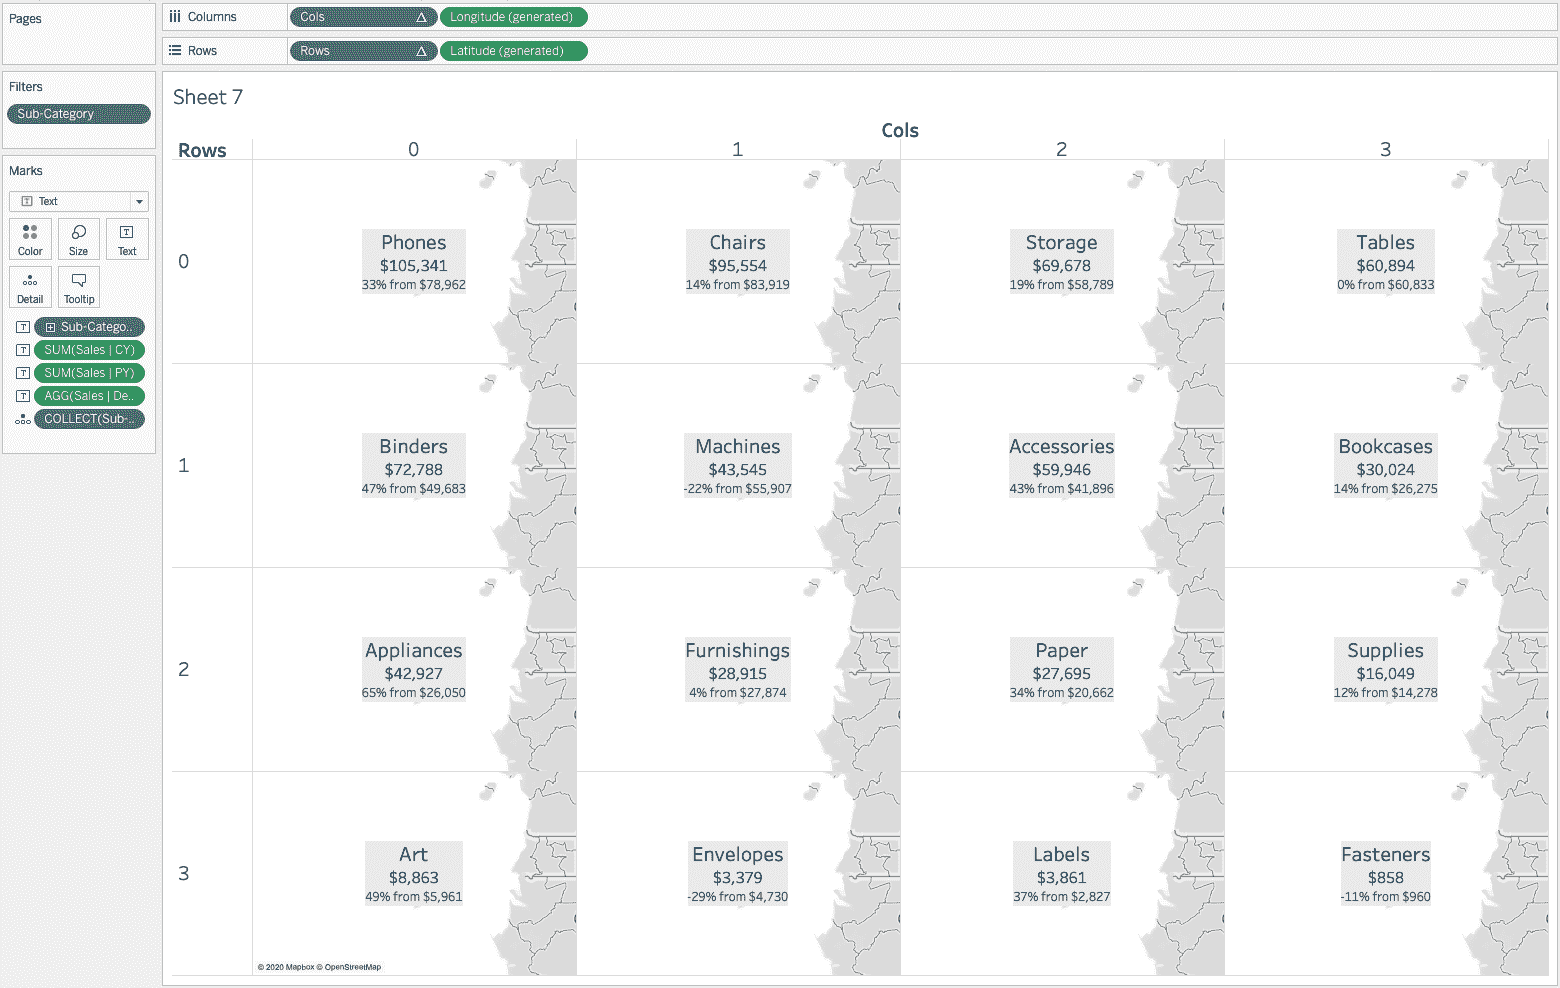 Pages
Columns
Cols
Longitude (generated)
Rows
Rows
Latitude (generated)
Filters
Sub-Category
Marks
Text
Color
Size
Text
Detail
Tooltip
Sub-Catego..
SUM(Sales | CY)
SUM(Sales | PY)
AGG(Sales | De..
COLLECT(Sub-..
Sheet 7
Cols
Rows
0
1
2
3
0
Phones
$105,341
33% from $78,962
Chairs
$95,554
14% from $83,919
Storage
$69,678
19% from $58,789
Tables
$60,894
0% from $60,833
1
Binders
$72,788
47% from $49,683
Machines
$43,545
-22% from $55,907
Accessories
$59,946
43% from $41,896
Bookcases
$30,024
14% from $26,275
2
Appliances
$42,927
65% from $26,050
Furnishings
$28,915
4% from $27,874
Paper
$27,695
34% from $20,662
Supplies
$16,049
12% from $14,278
3
Art
$8,863
49% from $5,961
Envelopes
$3,379
-29% from $4,730
Labels
$3,861
37% from $2,827
Fasteners
$858
-11% from $960
© 2020 Mapbox © OpenStreetMap